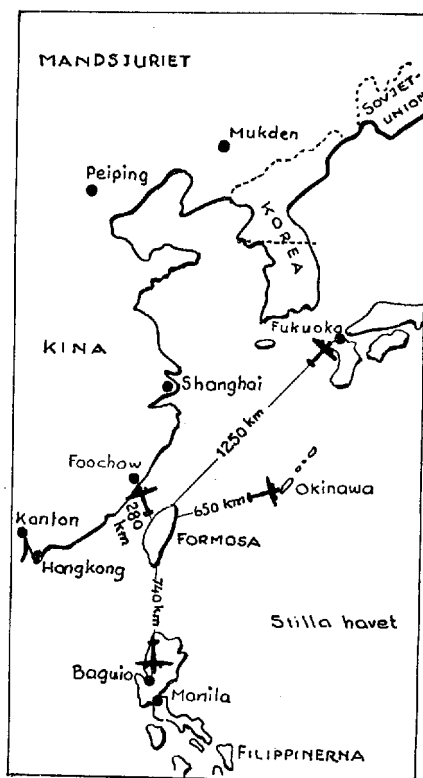 MANDSJURIET
SOVJET-
UNION
Mukden
Peiping
KOREA
Fukuoka
KINA
Shanghai
1250 km
Foochow
650 km
Okinawa
280
km
Kanton
FORMOSA
Hongkong
740 km
Stilla havet
Baguio
Manila
FILIPPINERNA